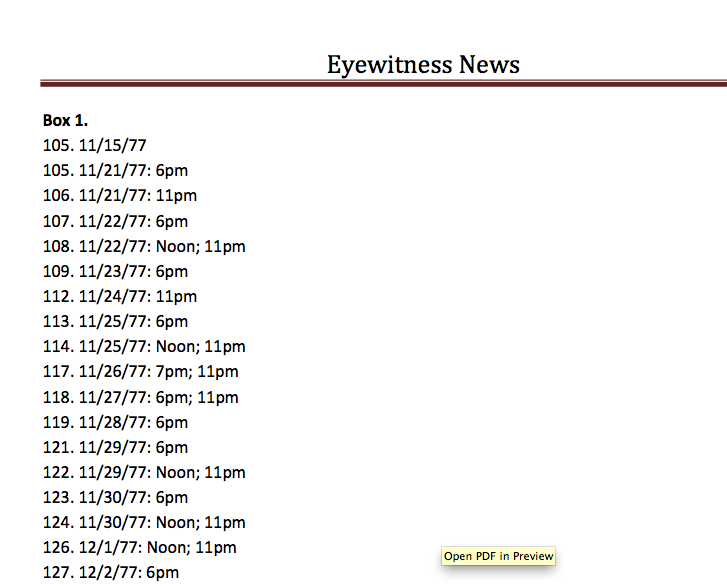 Eyewitness News
Box 1.
105. 11/15/77
105. 11/21/77: 6pm
106. 11/21/77: 11pm
107. 11/22/77: 6pm
108. 11/22/77: Noon; 11pm
109. 11/23/77: 6pm
112. 11/24/77: 11pm
113. 11/25/77: 6pm
114. 11/25/77: Noon; 11pm
117. 11/26/77: 7pm; 11pm
118. 11/27/77: 6pm; 11pm
119. 11/28/77: 6pm
121. 11/29/77: 6pm
122. 11/29/77: Noon; 11pm
123. 11/30/77: 6pm
124. 11/30/77: Noon; 11pm
126. 12/1/77: Noon; 11pm
Open PDF in Preview
127. 12/2/77: 6pm